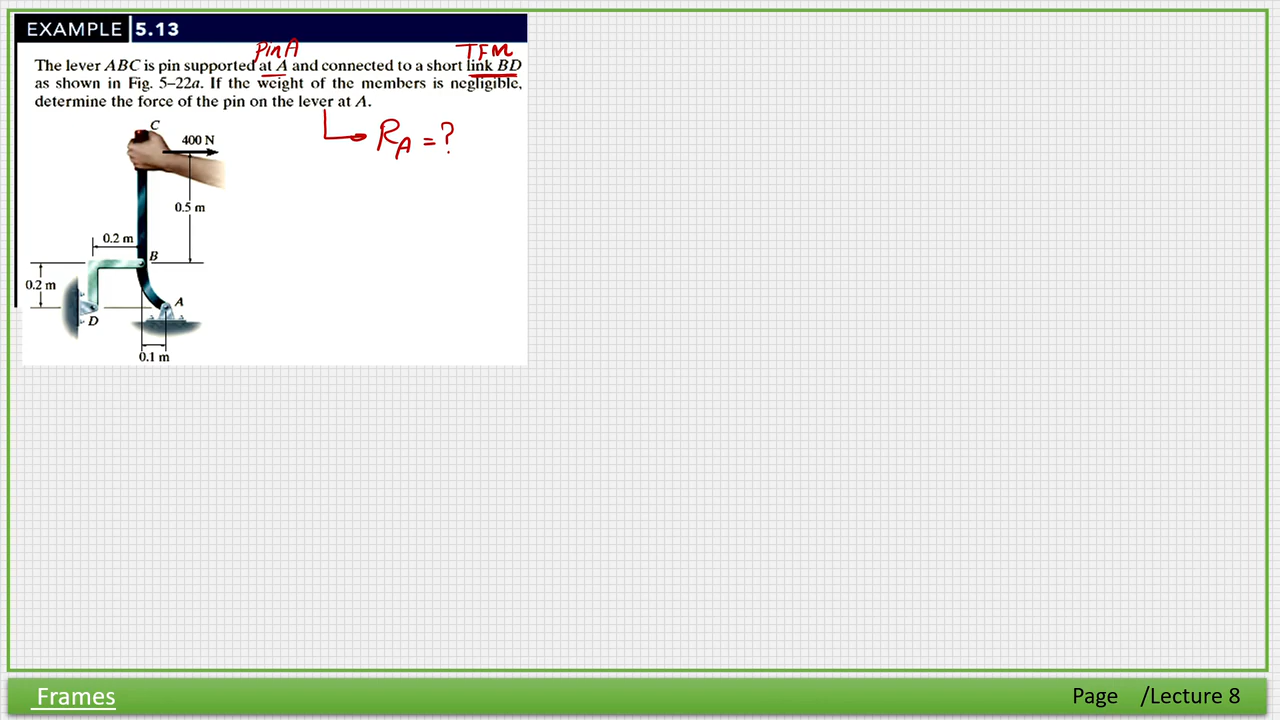 EXAMPLE 5.13
Pin A TFM
The lever ABC is pin supported at A and connected to a short link BD
as shown in Fig. 5–22a. If the weight of the members is negligible,
determine the force of the pin on the lever at A.
R_A = ?
C
400 N
0.5 m
0.2 m
B
0.2 m
A
D
0.1 m
Frames
Page /Lecture 8